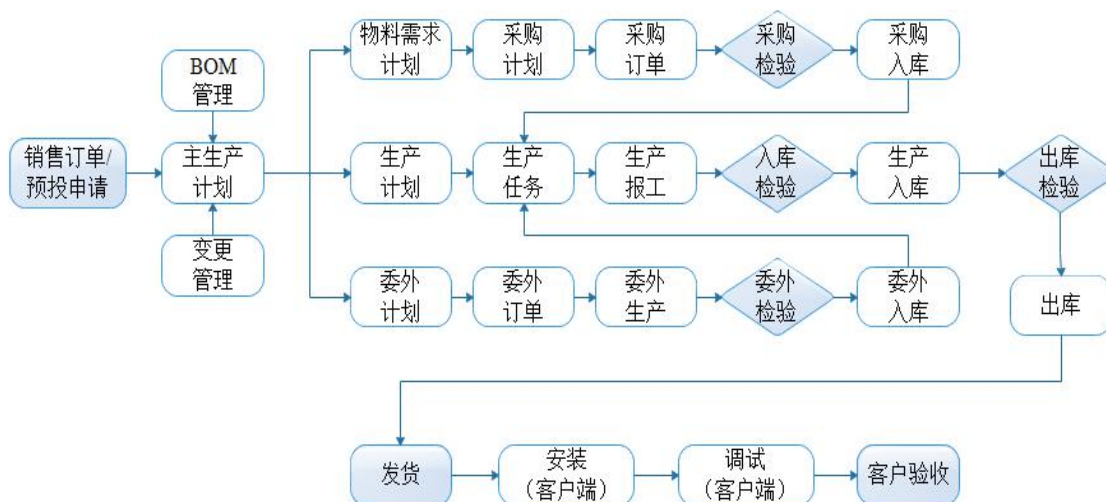 物料需求
计划
采购
计划
采购
订单
采购
检验
采购
入库
BOM
管理
销售订单/
预投申请
主生产
计划
生产
计划
生产
任务
生产
报工
入库
检验
生产
入库
出库
检验
变更
管理
委外
计划
委外
订单
委外
生产
委外
检验
委外
入库
出库
发货
安装
（客户端）
调试
（客户端）
客户验收